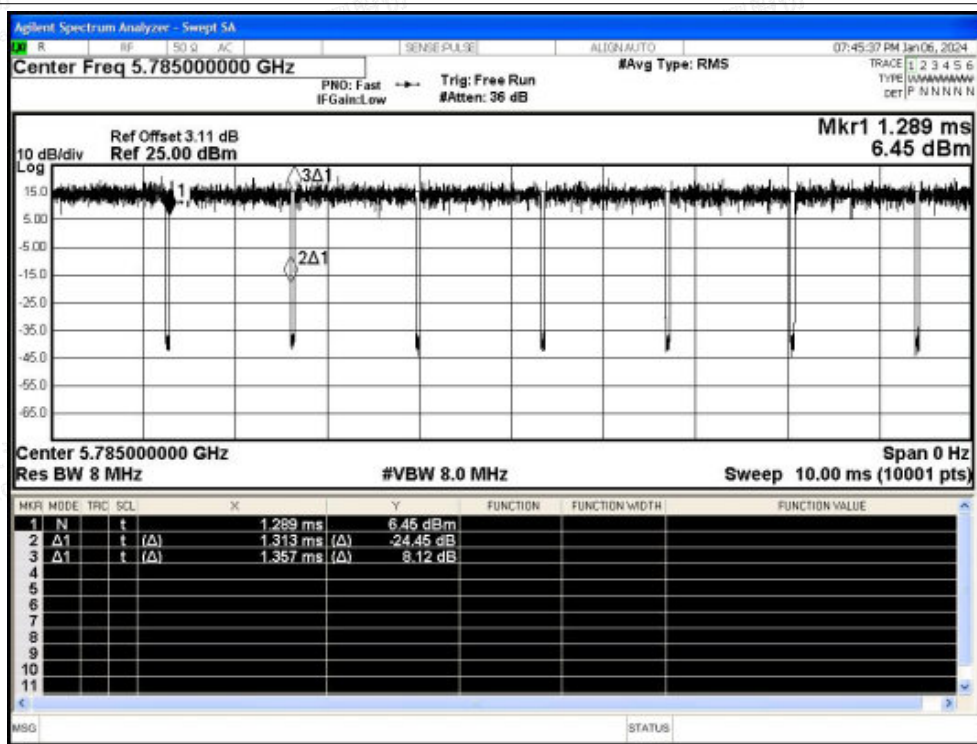 Agilent Spectrum Analyzer - Swept SA
LXI R RF 50 Ω AC SENSE:PULSE ALIGNAUTO 07:45:37 PM Jan 06, 2024
Center Freq 5.785000000 GHz #Avg Type: RMS TRACE 1 2 3 4 5 6
PNO: Fast Trig: Free Run TYPE WWWWWW
IFGain:Low #Atten: 36 dB DET P N N N N N
Mkr1 1.289 ms
Ref Offset 3.11 dB
10 dB/div Ref 25.00 dBm 6.45 dBm
Log
3Δ1
15.0
1
5.00
-5.00
2Δ1
-15.0
-25.0
-35.0
-45.0
-55.0
-65.0
Center 5.785000000 GHz Span 0 Hz
Res BW 8 MHz #VBW 8.0 MHz Sweep 10.00 ms (10001 pts)
MKR MODE TRC SCL X Y FUNCTION FUNCTION WIDTH FUNCTION VALUE
1 N t 1.289 ms 6.45 dBm
2 Δ1 t (Δ) 1.313 ms (Δ) -24.45 dB
3 Δ1 t (Δ) 1.357 ms (Δ) 8.12 dB
4
5
6
7
8
9
10
11
MSG STATUS